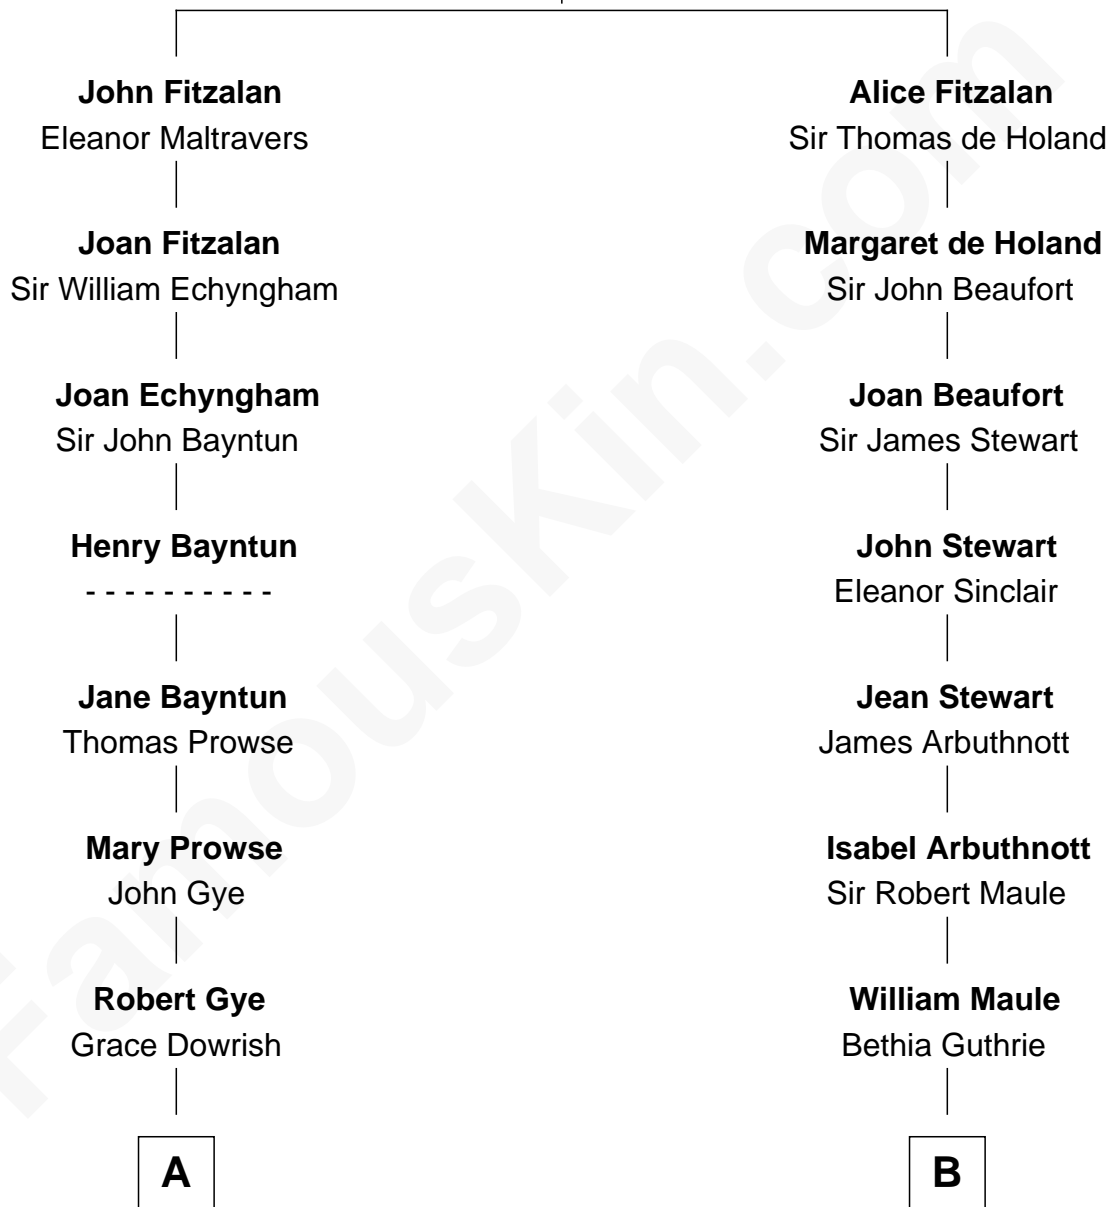 John Fitzalan
Eleanor Maltravers
Joan Fitzalan
Sir William Echyngham
Joan Echyngham
Sir John Bayntun
Henry Bayntun
- - - - - - - - - -
Jane Bayntun
Thomas Prowse
Mary Prowse
John Gye
Robert Gye
Grace Dowrish
A
Alice Fitzalan
Sir Thomas de Holand
Margaret de Holand
Sir John Beaufort
Joan Beaufort
Sir James Stewart
John Stewart
Eleanor Sinclair
Jean Stewart
James Arbuthnott
Isabel Arbuthnott
Sir Robert Maule
William Maule
Bethia Guthrie
B
FamousKin.com